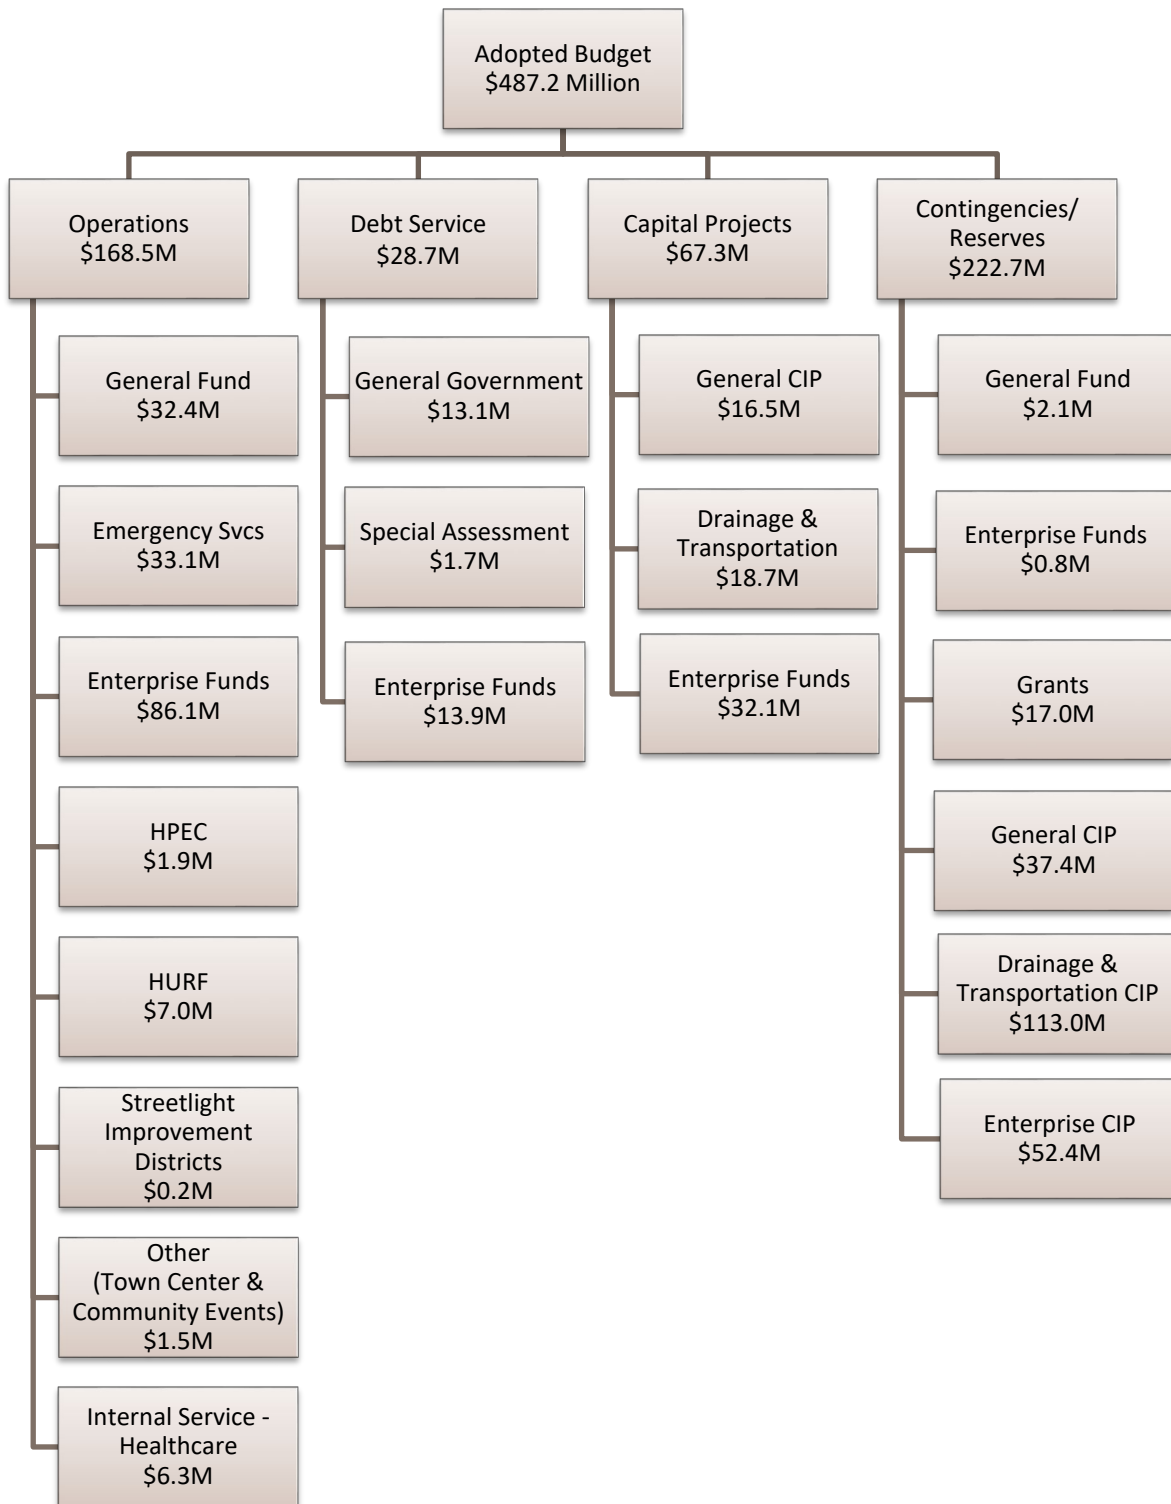 Adopted Budget
$487.2 Million
Operations
$168.5M
Debt Service
$28.7M
Capital Projects
$67.3M
Contingencies/
Reserves
$222.7M
General Fund
$32.4M
Emergency Svcs
$33.1M
Enterprise Funds
$86.1M
HPEC
$1.9M
HURF
$7.0M
Streetlight
Improvement
Districts
$0.2M
Other
(Town Center &
Community Events)
$1.5M
Internal Service -
Healthcare
$6.3M
General Government
$13.1M
Special Assessment
$1.7M
Enterprise Funds
$13.9M
General CIP
$16.5M
Drainage &
Transportation
$18.7M
Enterprise Funds
$32.1M
General Fund
$2.1M
Enterprise Funds
$0.8M
Grants
$17.0M
General CIP
$37.4M
Drainage &
Transportation CIP
$113.0M
Enterprise CIP
$52.4M